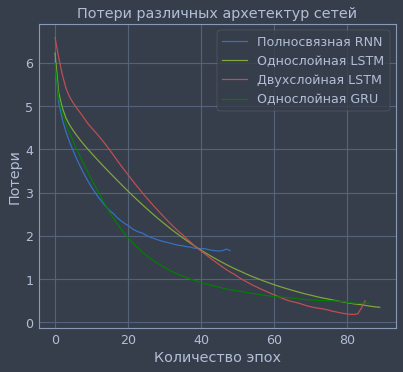 Потери различных архетектур сетей
Полносвязная RNN
Однослойная LSTM
Двухслойная LSTM
Однослойная GRU
Потери
6
5
4
3
2
1
0
0 20 40 60 80
Количество эпох